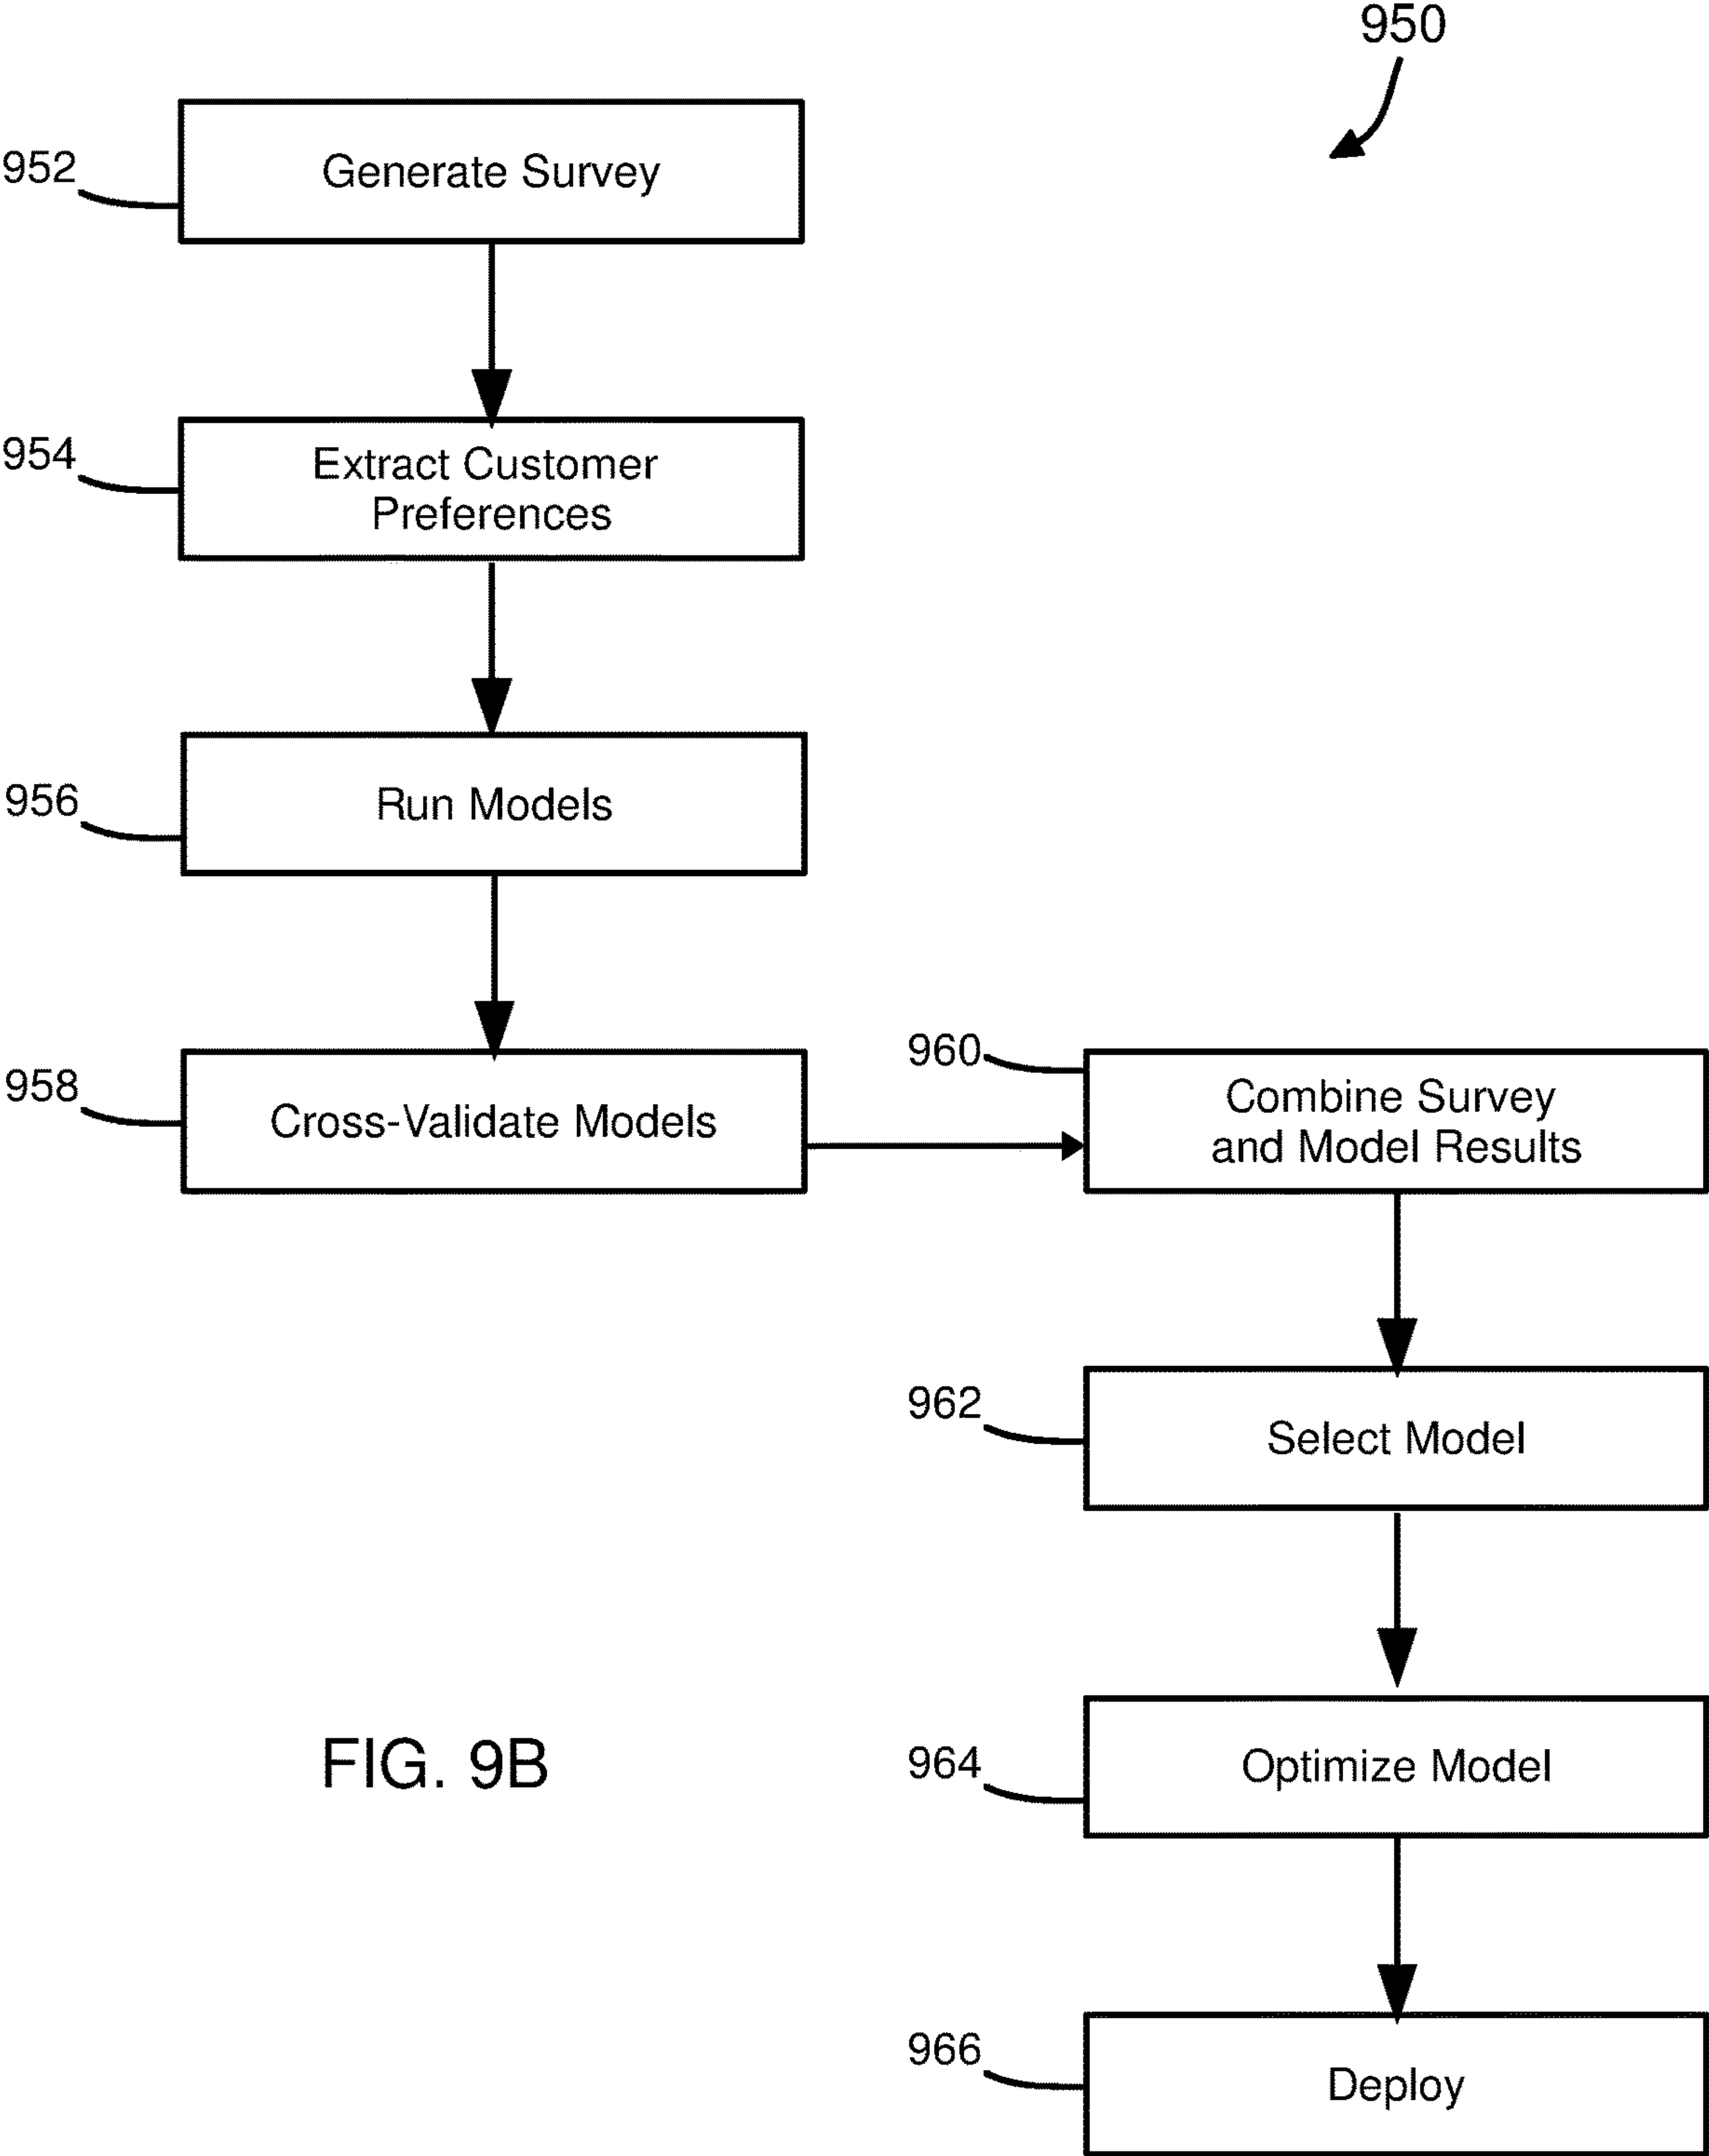 950
952
Generate Survey
954
Extract Customer
Preferences
956
Run Models
958
Cross-Validate Models
960
Combine Survey
and Model Results
962
Select Model
964
Optimize Model
966
Deploy
FIG. 9B